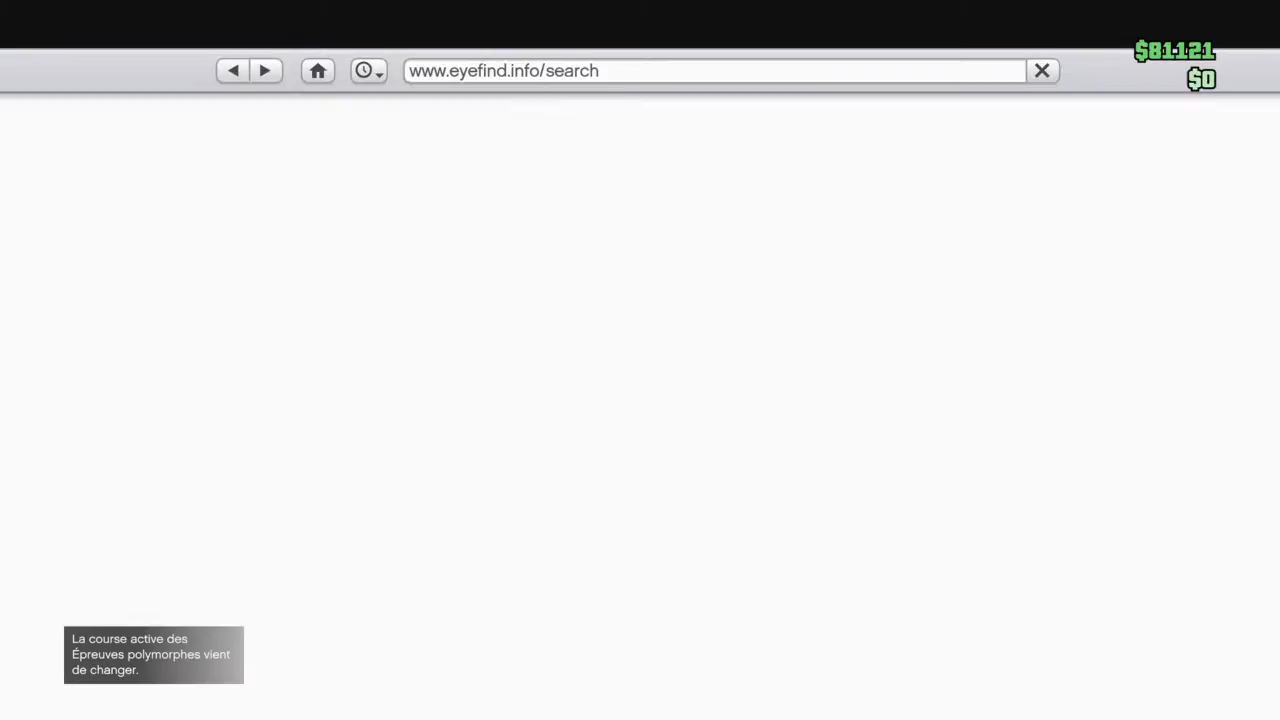 www.eyefind.info/search
$81121
$0
La course active des
Épreuves polymorphes vient
de changer.